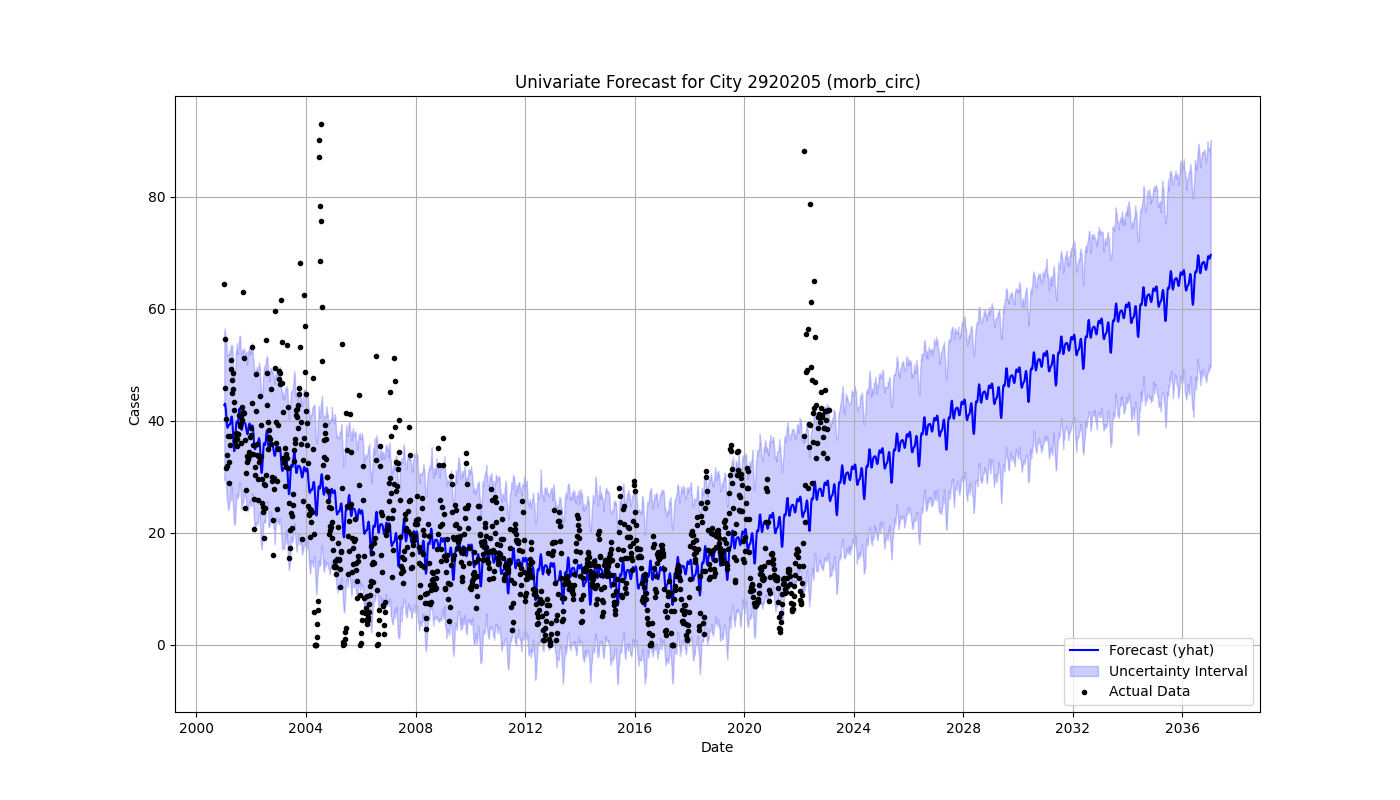 Univariate Forecast for City 2920205 (morb_circ)
Cases
80
60
40
20
0
2000 2004 2008 2012 2016 2020 2024 2028 2032 2036
Date
Forecast (yhat)
Uncertainty Interval
Actual Data